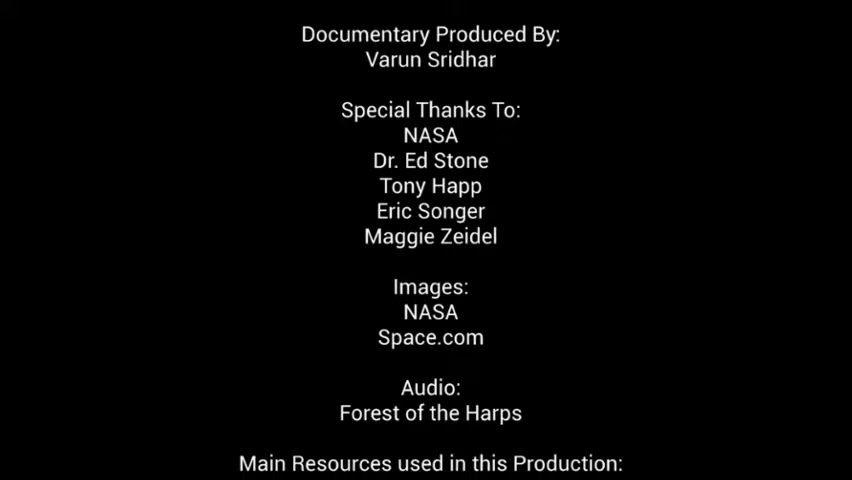 Documentary Produced By:
Varun Sridhar
Special Thanks To:
NASA
Dr. Ed Stone
Tony Happ
Eric Songer
Maggie Zeidel
Images:
NASA
Space.com
Audio:
Forest of the Harps
Main Resources used in this Production: